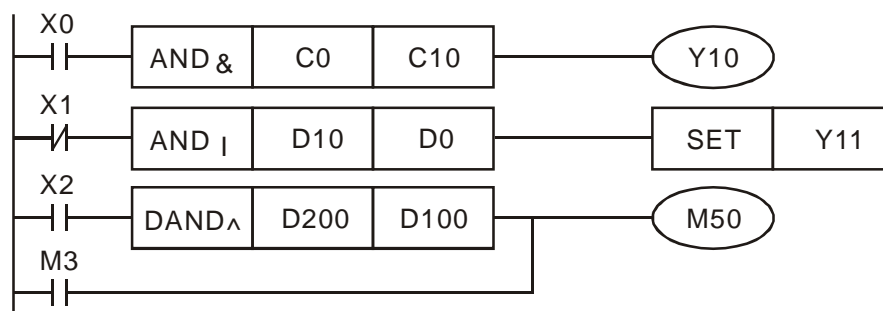 X0
AND & C0 C10 Y10
X1
AND | D10 D0 SET Y11
X2
DAND^ D200 D100 M50
M3